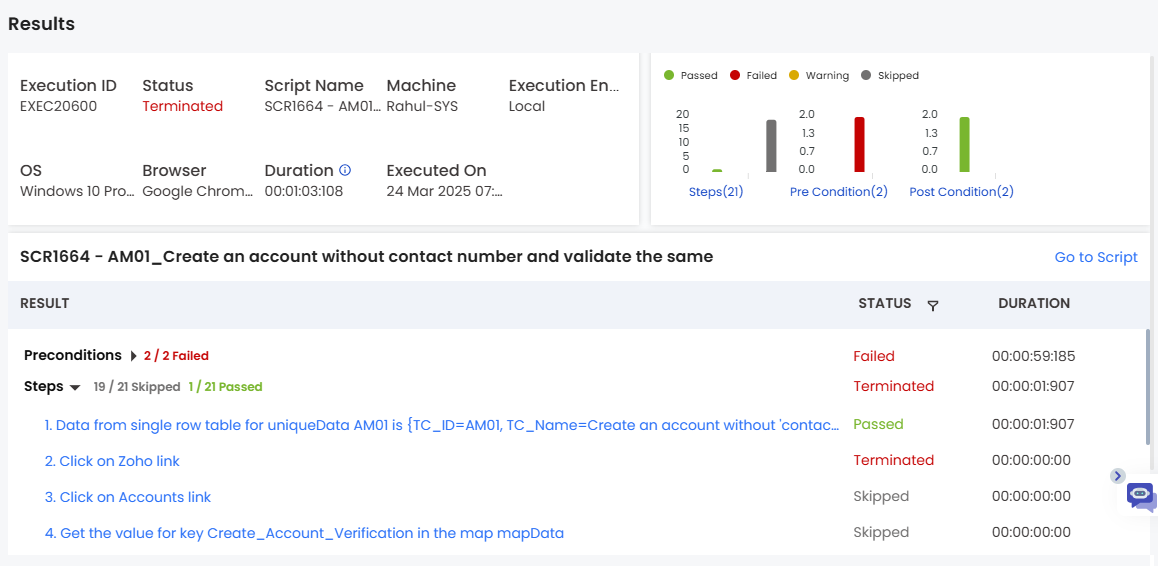 Results
Execution ID Status Script Name Machine Execution En...
EXEC20600 Terminated SCR1664 - AM01... Rahul-SYS Local
OS Browser Duration Executed On
Windows 10 Pro... Google Chrom... 00:01:03:108 24 Mar 2025 07:...
Passed Failed Warning Skipped
20 2.0 2.0
15 1.3 1.3
10 0.7 0.7
5 0.0 0.0
0
Steps(21) Pre Condition(2) Post Condition(2)
SCR1664 - AM01_Create an account without contact number and validate the same Go to Script
RESULT STATUS DURATION
Preconditions 2 / 2 Failed Failed 00:00:59:185
Steps 19 / 21 Skipped 1 / 21 Passed Terminated 00:00:01:907
1. Data from single row table for uniqueData AM01 is {TC_ID=AM01, TC_Name=Create an account without 'contac... Passed 00:00:01:907
2. Click on Zoho link Terminated 00:00:00:00
3. Click on Accounts link Skipped 00:00:00:00
4. Get the value for key Create_Account_Verification in the map mapData Skipped 00:00:00:00